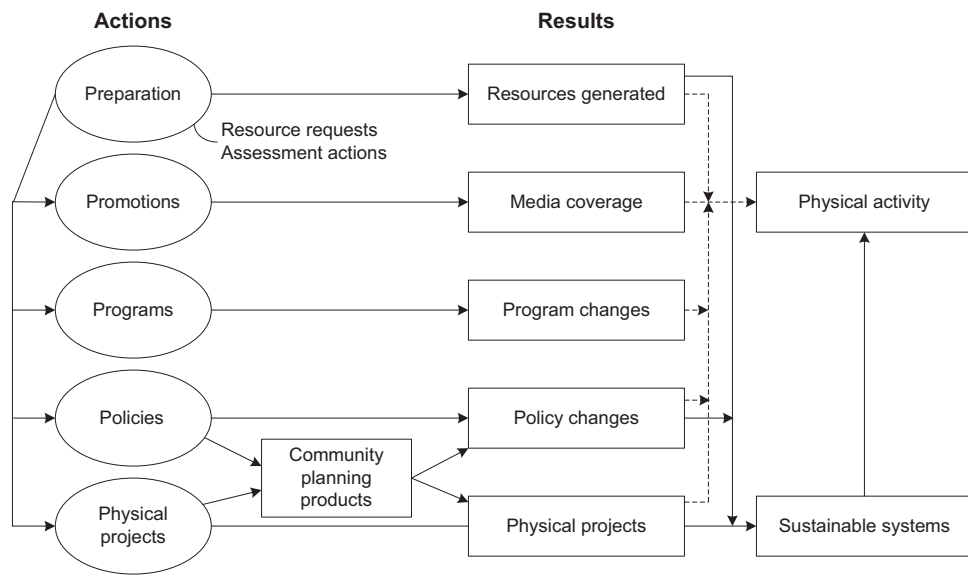 Actions
Results
Preparation
Resources generated
Resource requests
Assessment actions
Promotions
Media coverage
Physical activity
Programs
Program changes
Policies
Policy changes
Community
planning
products
Physical
projects
Physical projects
Sustainable systems